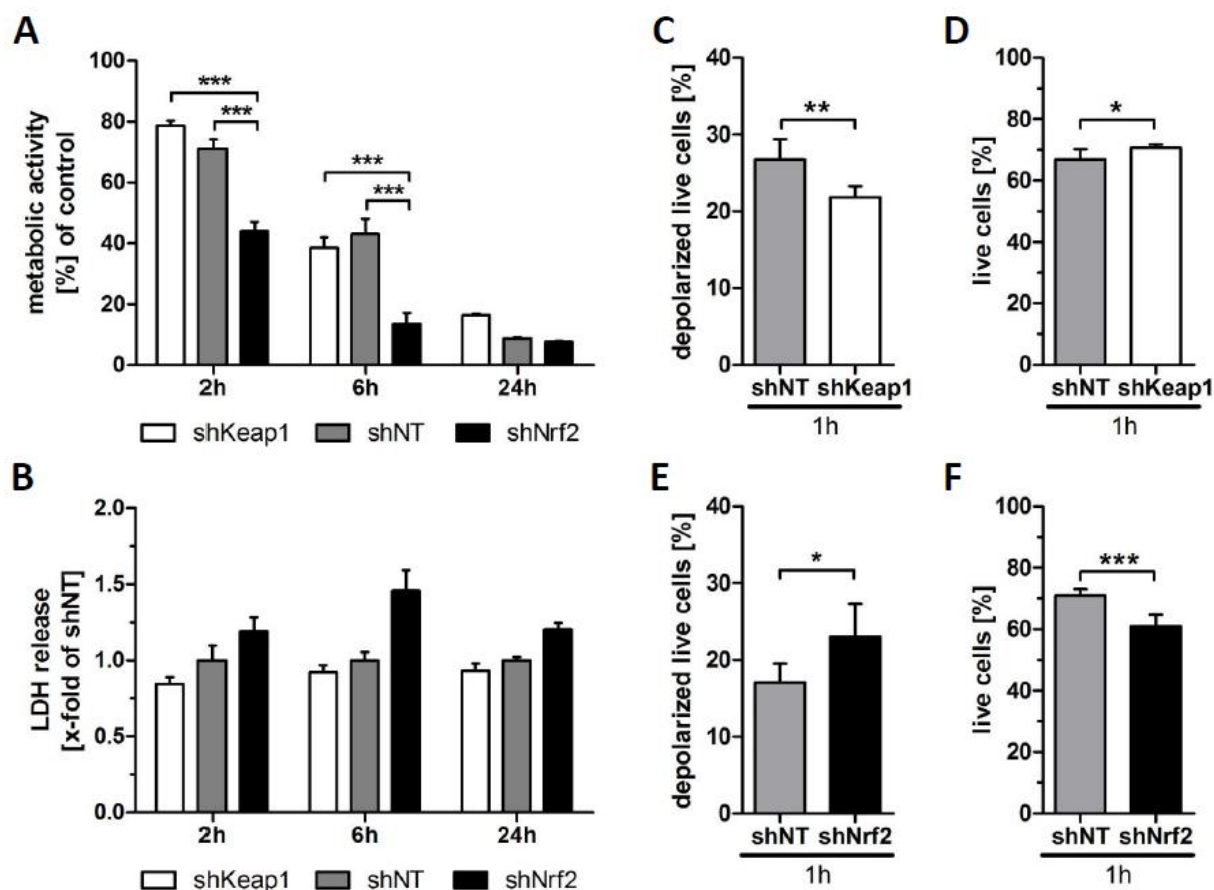 A
metabolic activity
[%] of control
100
80
60
40
20
0
***
***
***
***
2h 6h 24h
shKeap1 shNT shNrf2
B
LDH release
[x-fold of shNT]
2.0
1.5
1.0
0.5
0.0
2h 6h 24h
shKeap1 shNT shNrf2
C
depolarized live cells [%]
40
30
20
10
0
**
shNT shKeap1
1h
D
live cells [%]
100
80
60
40
20
0
*
shNT shKeap1
1h
E
depolarized live cells [%]
40
30
20
10
0
*
shNT shNrf2
1h
F
live cells [%]
100
80
60
40
20
0
***
shNT shNrf2
1h